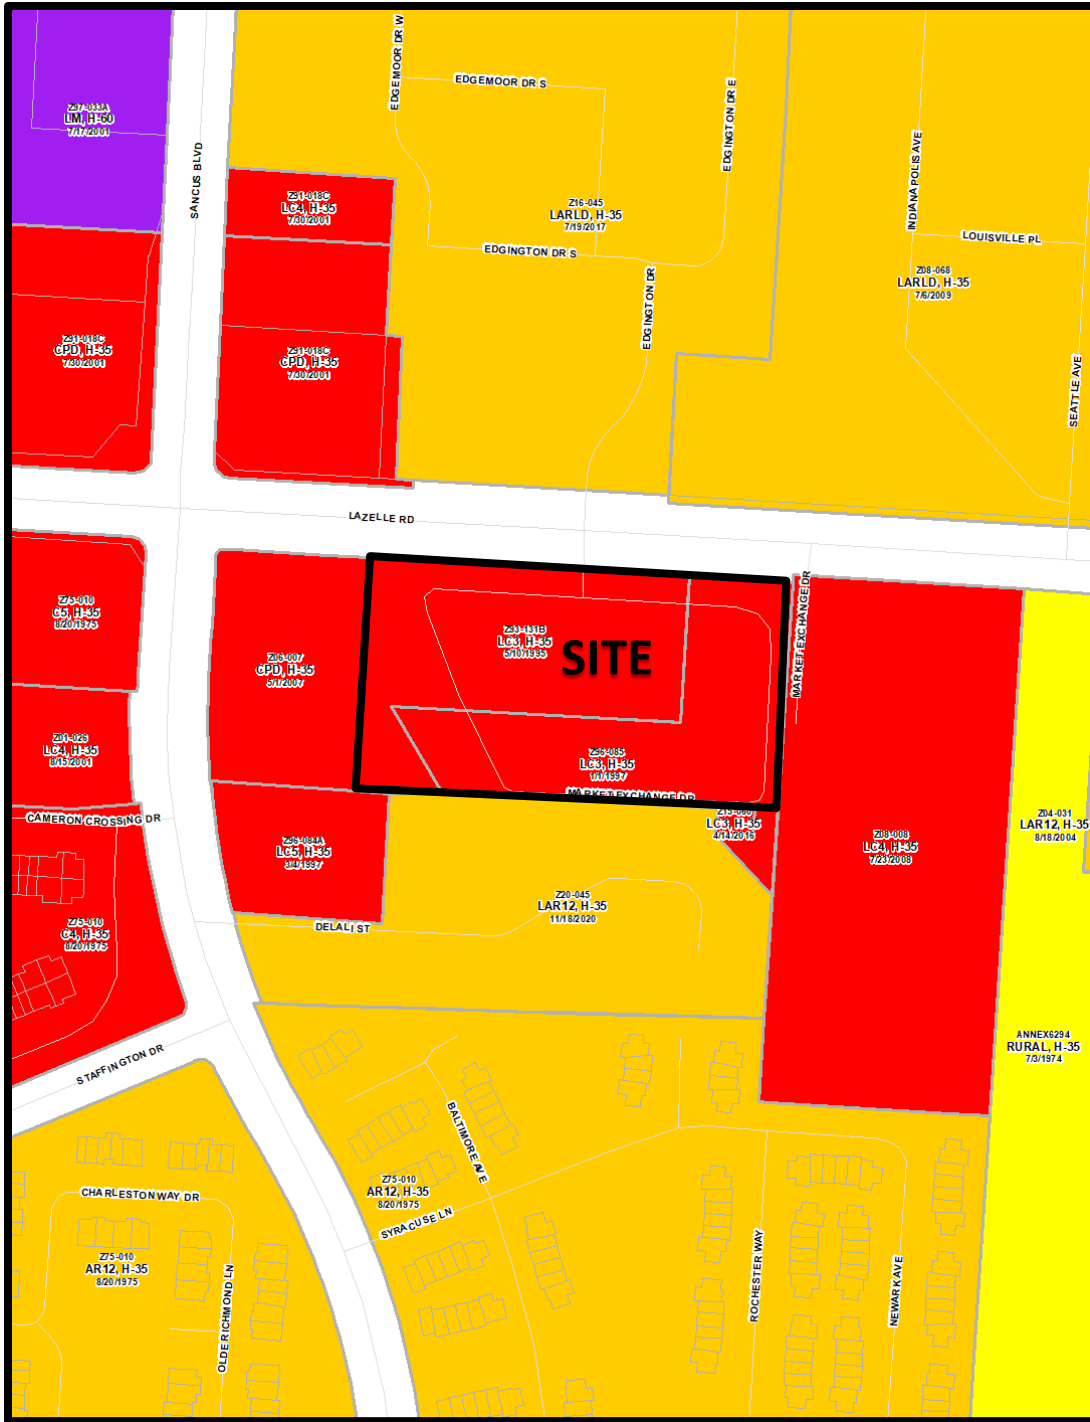 EDGEMOOR DR W
EDGEMOOR DR S
EDGINGTON DR E
Z97-033A
LM, H-60
7/17/2001
SANCUS BLVD
INDIANAPOLIS AVE
Z91-018C
LC4, H-35
7/30/2001
Z16-045
LARLD, H-35
7/19/2017
LOUISVILLE PL
EDGINGTON DR S
Z08-068
LARLD, H-35
7/6/2009
EDGINGTON DR
Z91-018C
CPD, H-35
7/30/2001
Z91-018C
CPD, H-35
7/30/2001
SEATTLE AVE
LAZELLE RD
Z75-010
C5, H-35
8/20/1975
MARKET EXCHANGE DR
Z93-131B
LC3, H-35
5/10/1995
SITE
Z06-007
CPD, H-35
5/1/2007
Z01-026
LC4, H-35
8/15/2001
Z96-085
LC3, H-35
1/1/1997
MARKET EXCHANGE DR
CAMERON CROSSING DR
LC3, H-35
4/14/2016
Z04-031
LAR12, H-35
8/18/2004
Z96-084A
LC5, H-35
3/4/1997
Z08-008
LC4, H-35
7/23/2008
Z20-045
LAR12, H-35
11/18/2020
DELALI ST
Z75-010
C4, H-35
8/20/1975
ANNEX6294
RURAL, H-35
7/3/1974
STAFFINGTON DR
BALTIMORE AVE
Z75-010
AR12, H-35
8/20/1975
CHARLESTON WAY DR
SYRACUSE LN
Z75-010
AR12, H-35
8/20/1975
OLDE RICHMOND LN
ROCHESTER WAY
NEWARK AVE